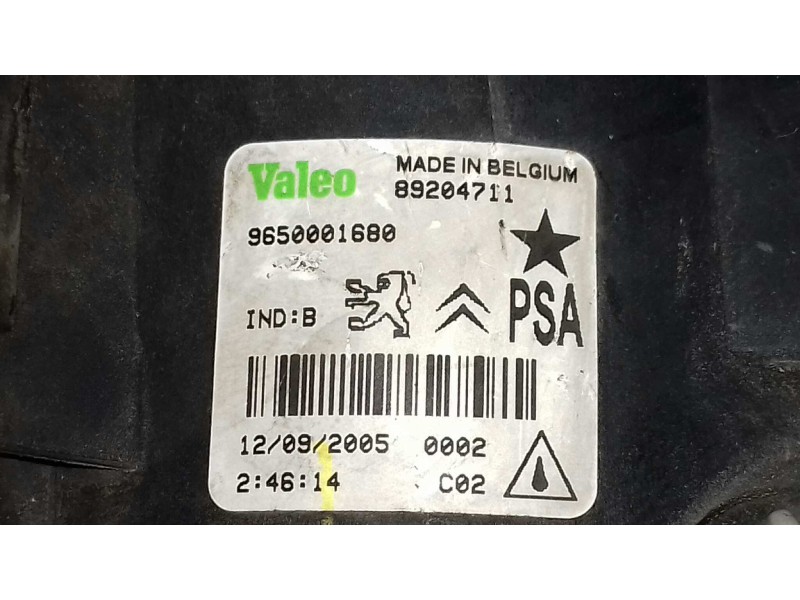 Valeo MADE IN BELGIUM
89204711
9650001680
IND:B PSA
12/09/2005 0002
2:46:14 C02